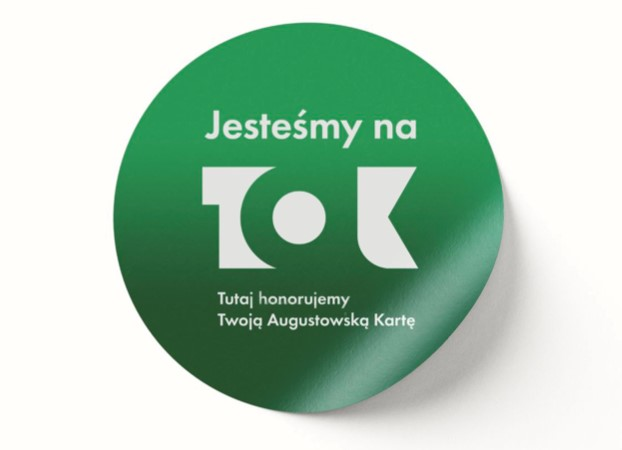 Jesteśmy na
TOK
Tutaj honorujemy
Twoją Augustowską Kartę